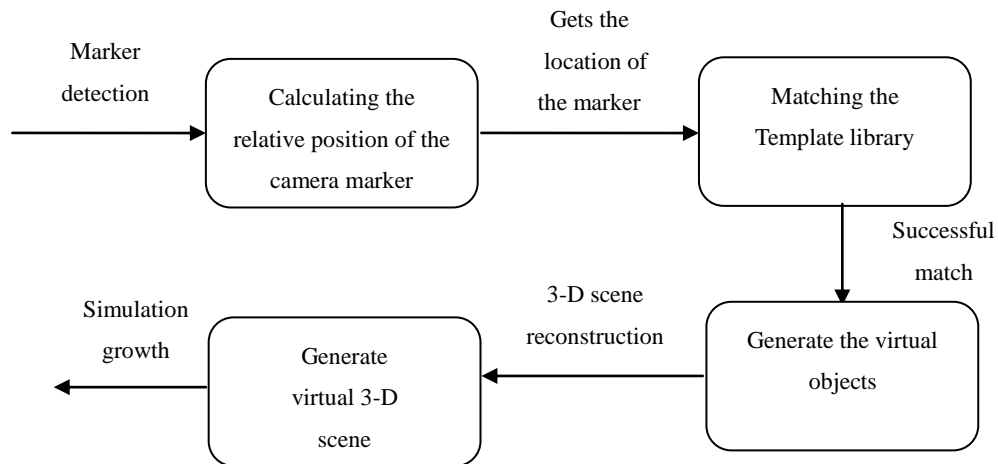 Marker
detection
Calculating the
relative position of the
camera marker
Gets the
location of
the marker
Matching the
Template library
Successful
match
Generate the virtual
objects
3-D scene
reconstruction
Generate
virtual 3-D
scene
Simulation
growth